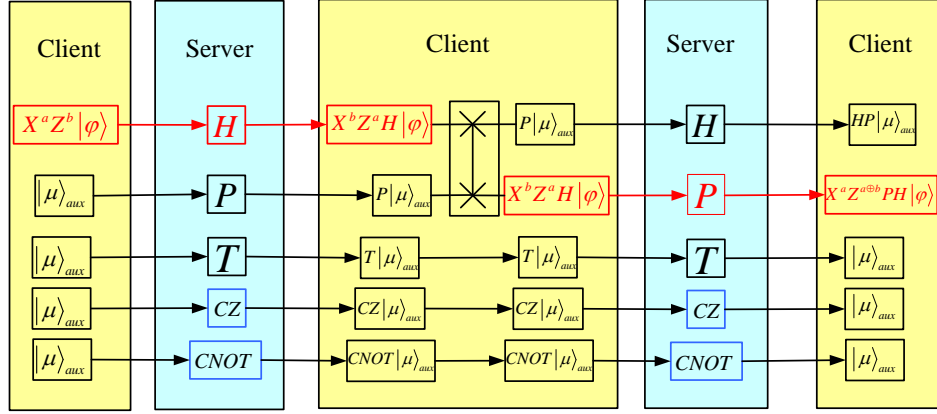 Client Server Client Server Client
X^a Z^b |φ⟩ H X^b Z^a H |φ⟩ P|μ⟩_aux H HP|μ⟩_aux
|μ⟩_aux P P|μ⟩_aux X^b Z^a H |φ⟩ P X^a Z^{a⊕b} PH |φ⟩
|μ⟩_aux T T|μ⟩_aux T|μ⟩_aux T |μ⟩_aux
|μ⟩_aux CZ CZ|μ⟩_aux CZ|μ⟩_aux CZ |μ⟩_aux
|μ⟩_aux CNOT CNOT|μ⟩_aux CNOT|μ⟩_aux CNOT |μ⟩_aux